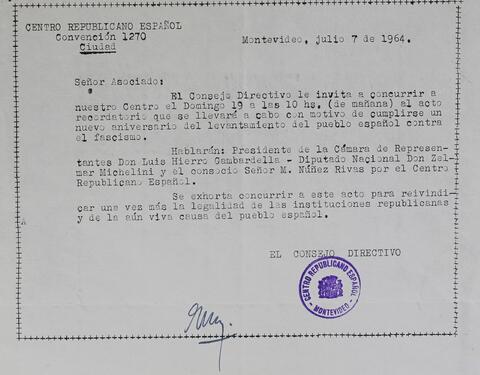 CENTRO REPUBLICANO ESPAÑOL
Convención 1270
Ciudad
Montevideo, julio 7 de 1964.
Señor Asociado:
El Consejo Directivo le invita a concurrir a
nuestro Centro el Domingo 19 a las 10 hs. (de mañana) al acto
recordatorio que se llevará a cabo con motivo de cumplirse un
nuevo aniversario del levantamiento del pueblo español contra
el fascismo.
Hablarán: Presidente de la Cámara de Represen-
tantes Don Luis Hierro Gambardella - Diputado Nacional Don Zel-
mar Michelini y el consocio Señor M. Núñez Rivas por el Centro
Republicano Español.
Se exhorta concurrir a este acto para reivindi-
car una vez más la legalidad de las instituciones republicanas
y de la aún viva causa del pueblo español.
EL CONSEJO DIRECTIVO
CENTRO REPUBLICANO ESPAÑOL
- MONTEVIDEO -